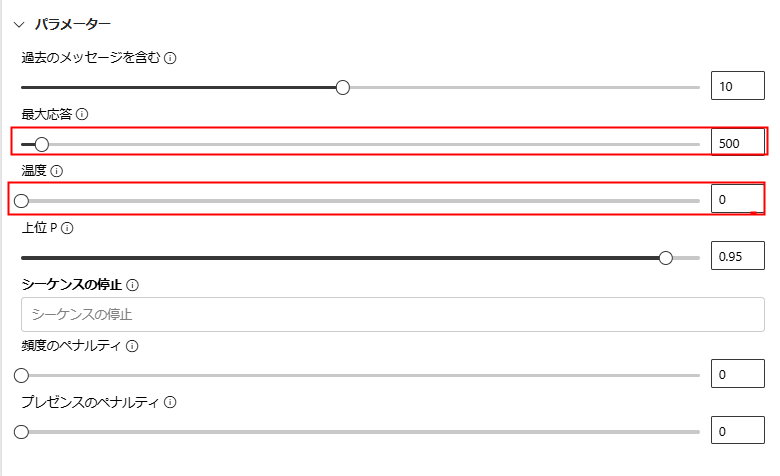 パラメーター
過去のメッセージを含む
10
最大応答
500
温度
0
上位 P
0.95
シーケンスの停止
シーケンスの停止
頻度のペナルティ
0
プレゼンスのペナルティ
0